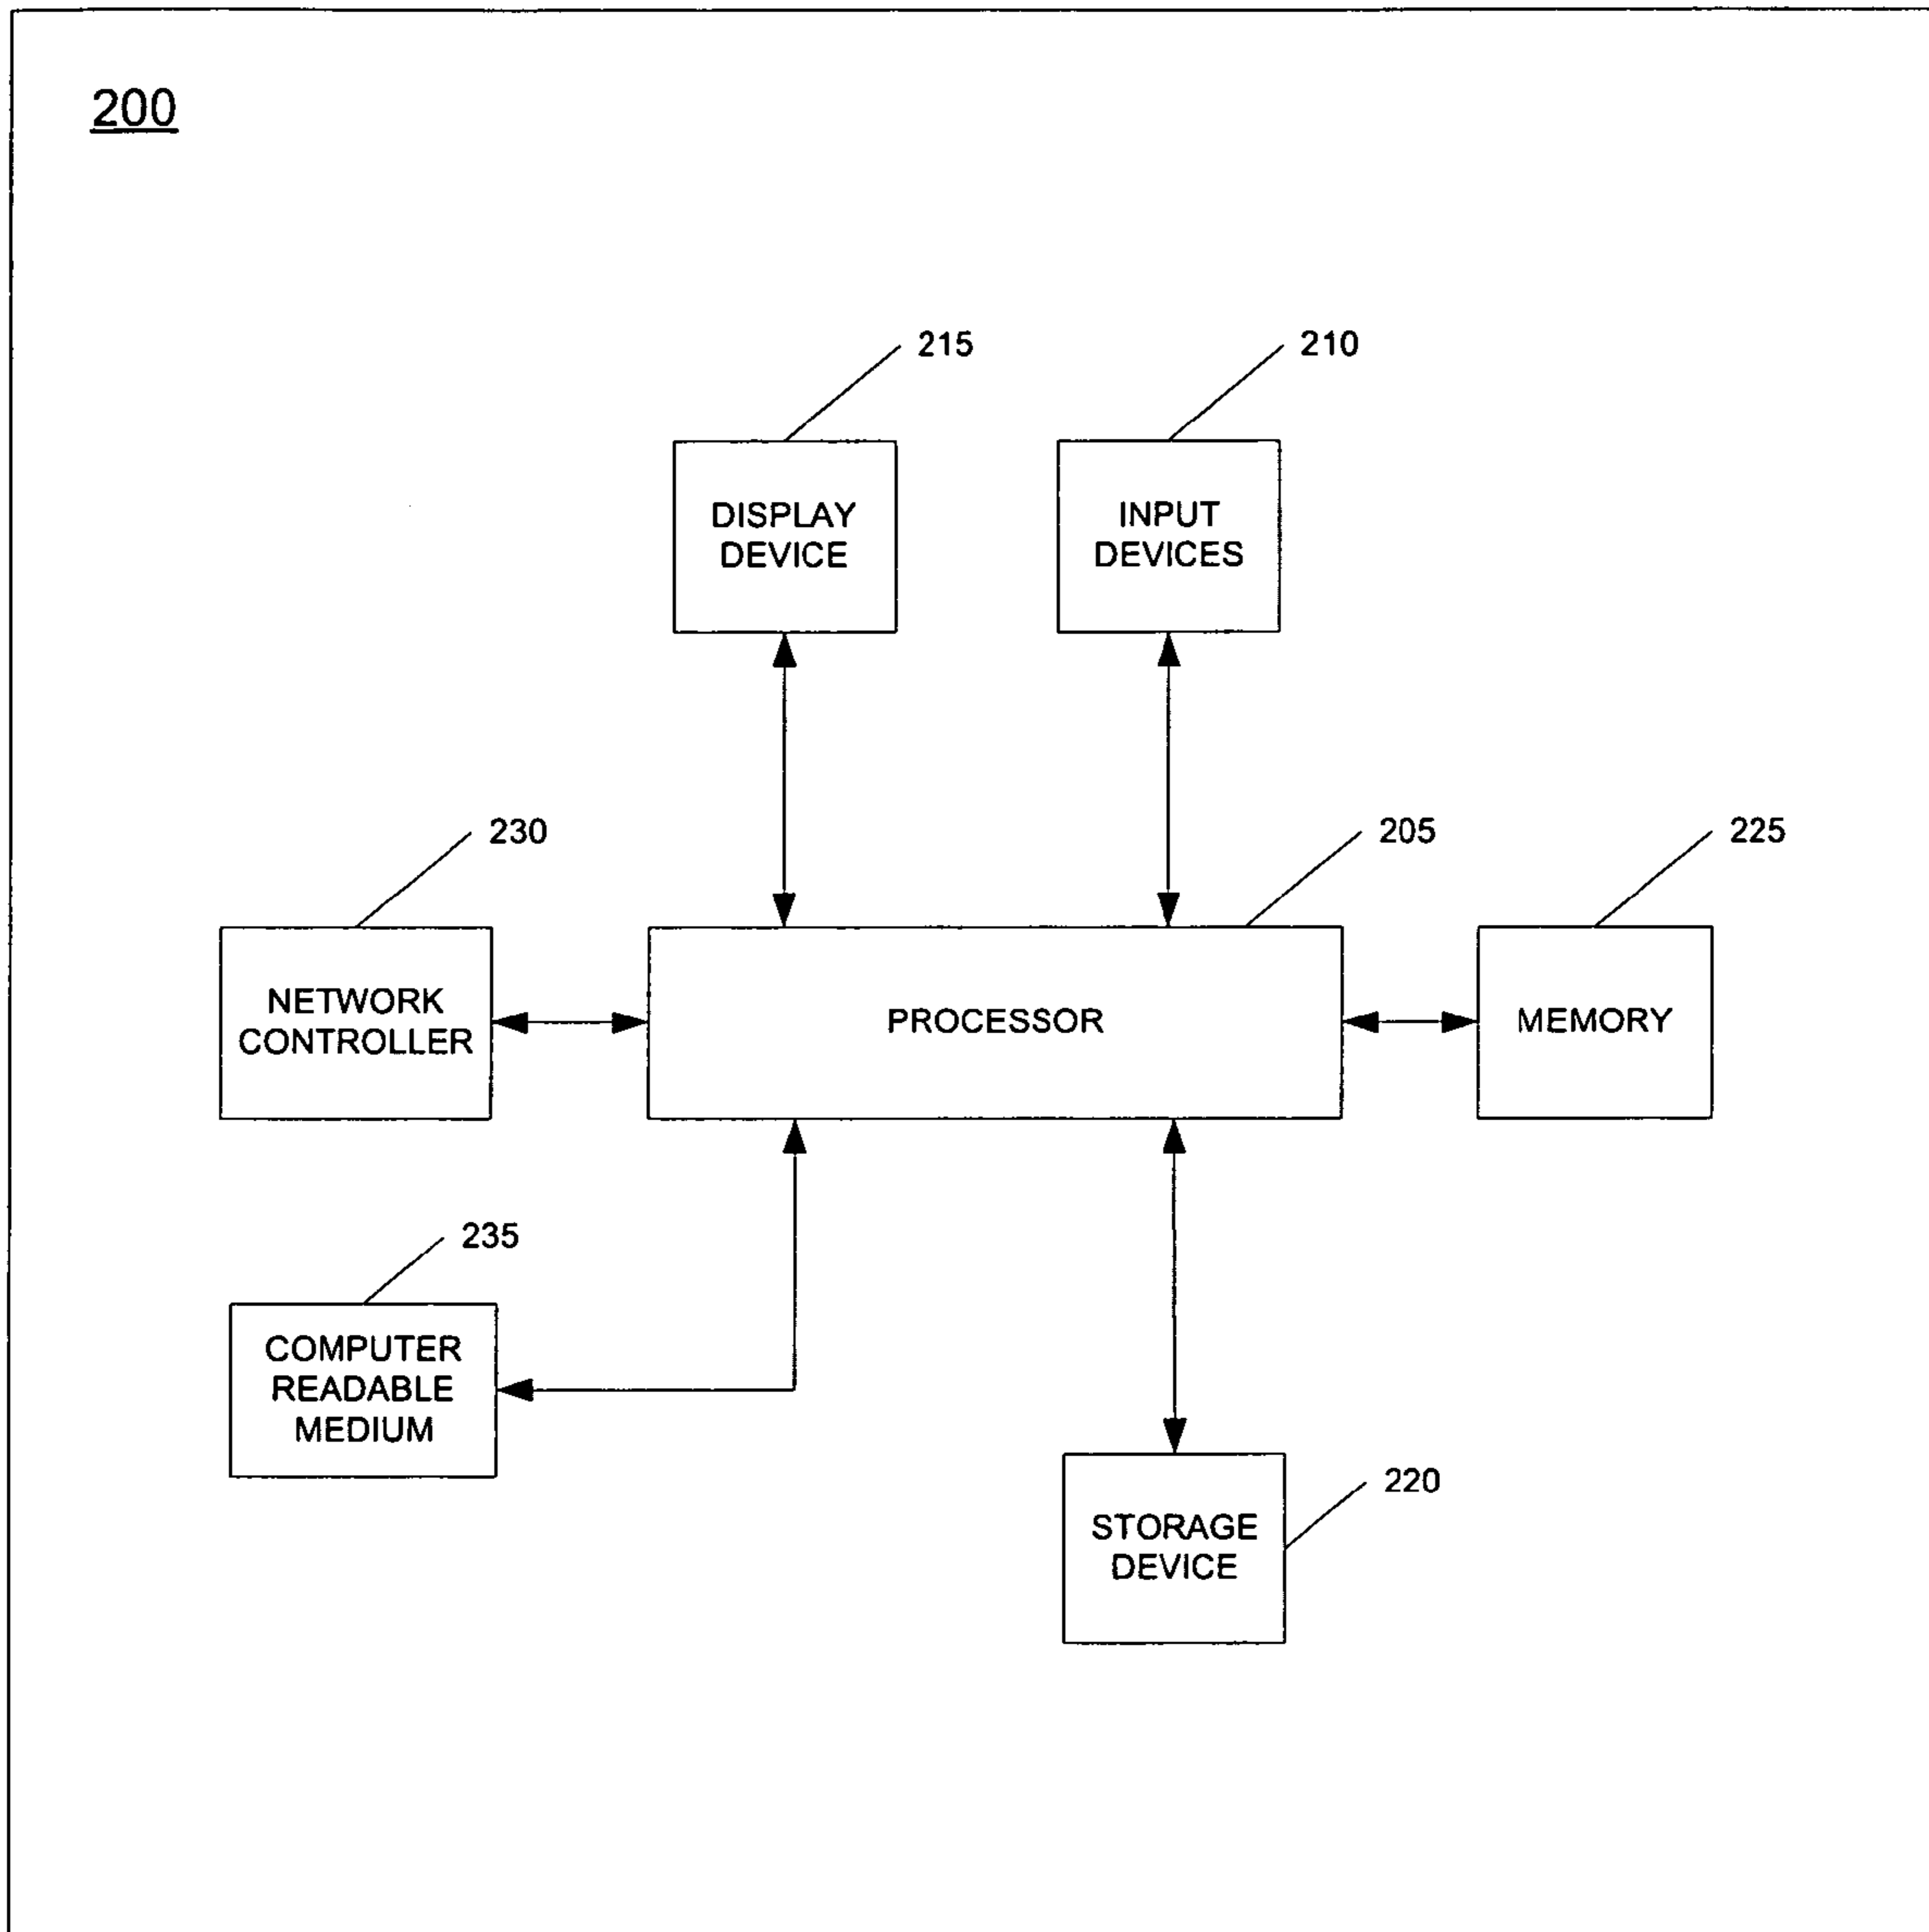 200
215
210
DISPLAY
DEVICE
INPUT
DEVICES
230
205
225
NETWORK
CONTROLLER
PROCESSOR
MEMORY
235
COMPUTER
READABLE
MEDIUM
220
STORAGE
DEVICE